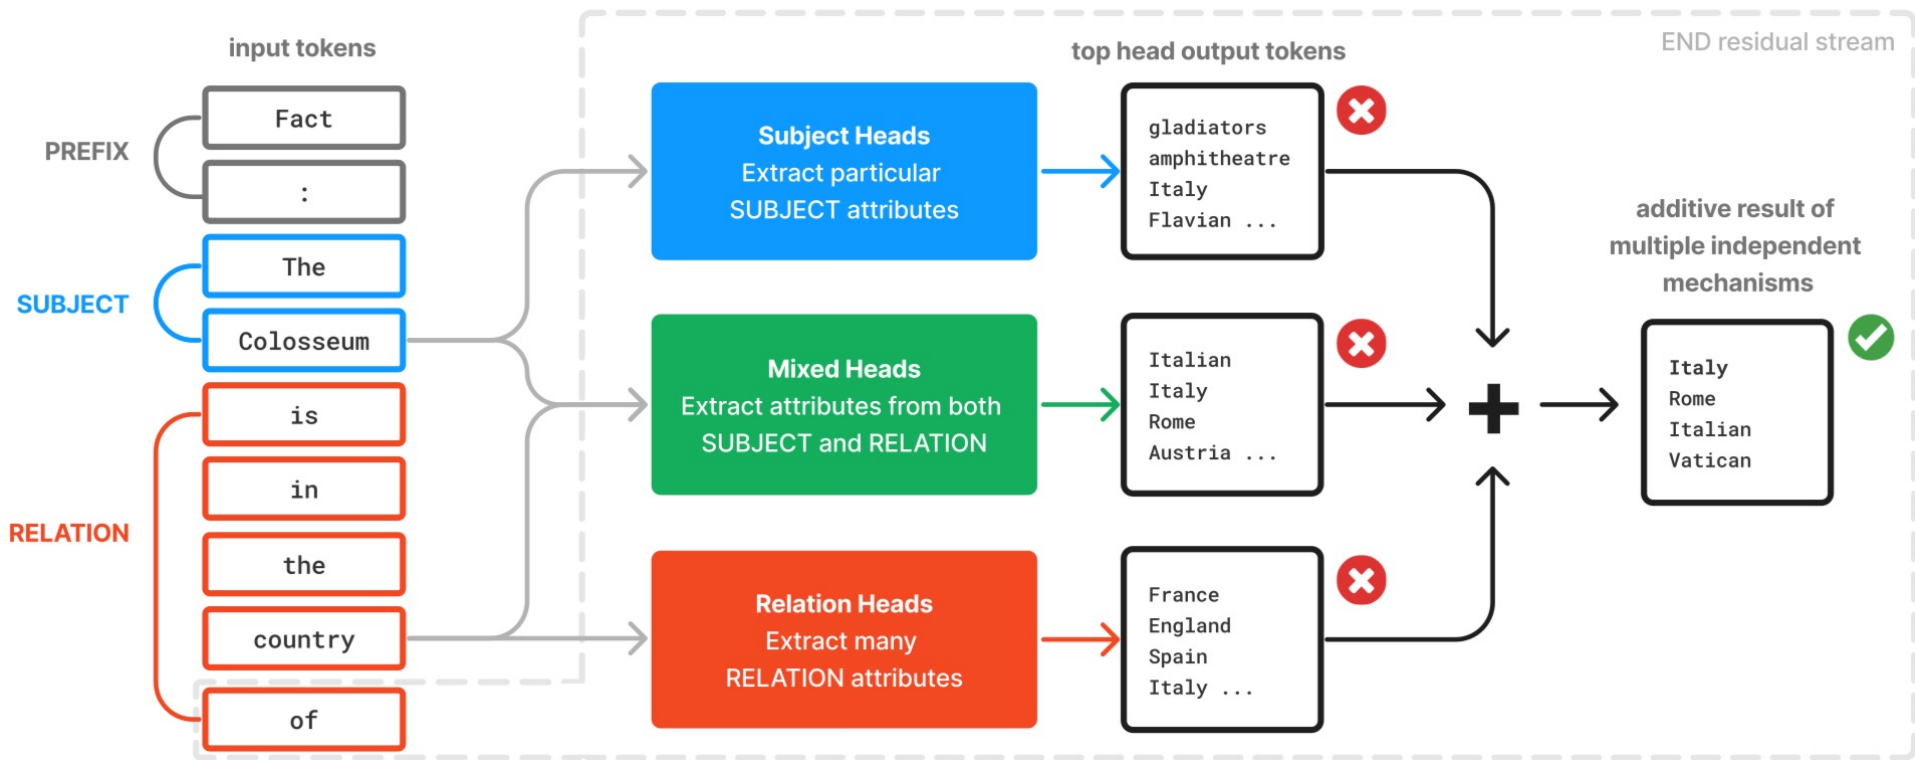 input tokens
PREFIX
Fact
:
SUBJECT
The
Colosseum
RELATION
is
in
the
country
of
END residual stream
Subject Heads
Extract particular
SUBJECT attributes
Mixed Heads
Extract attributes from both
SUBJECT and RELATION
Relation Heads
Extract many
RELATION attributes
top head output tokens
gladiators
amphitheatre
Italy
Flavian ...
Italian
Italy
Rome
Austria ...
France
England
Spain
Italy ...
additive result of
multiple independent
mechanisms
Italy
Rome
Italian
Vatican